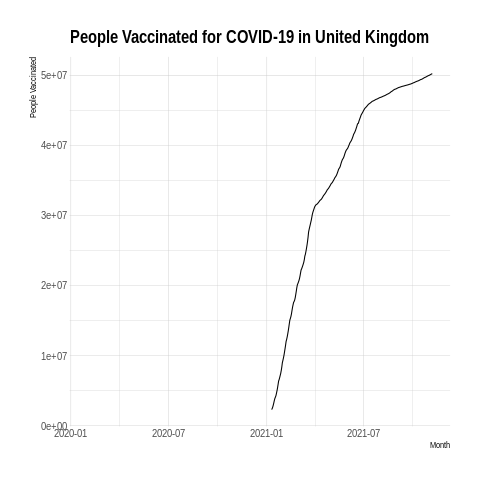 People Vaccinated for COVID-19 in United Kingdom
People Vaccinated
5e+07
4e+07
3e+07
2e+07
1e+07
0e+00
2020-01 2020-07 2021-01 2021-07
Month